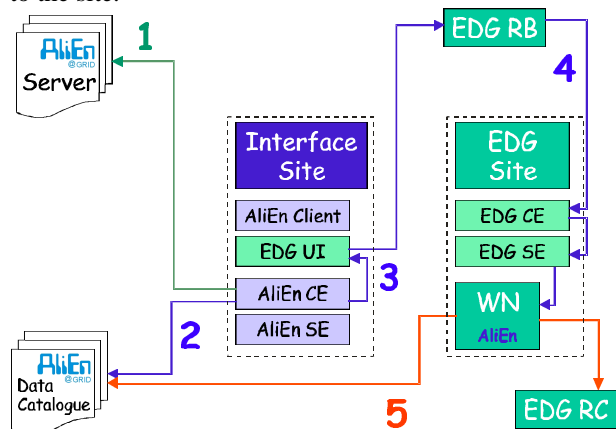 to the site.
1
AliEn
@GRID
Server
EDG RB
4
Interface
Site
EDG
Site
AliEn Client
EDG CE
EDG UI
EDG SE
3
AliEn CE
WN
AliEn
2
AliEn SE
AliEn
@GRID
Data
Catalogue
5
EDG RC